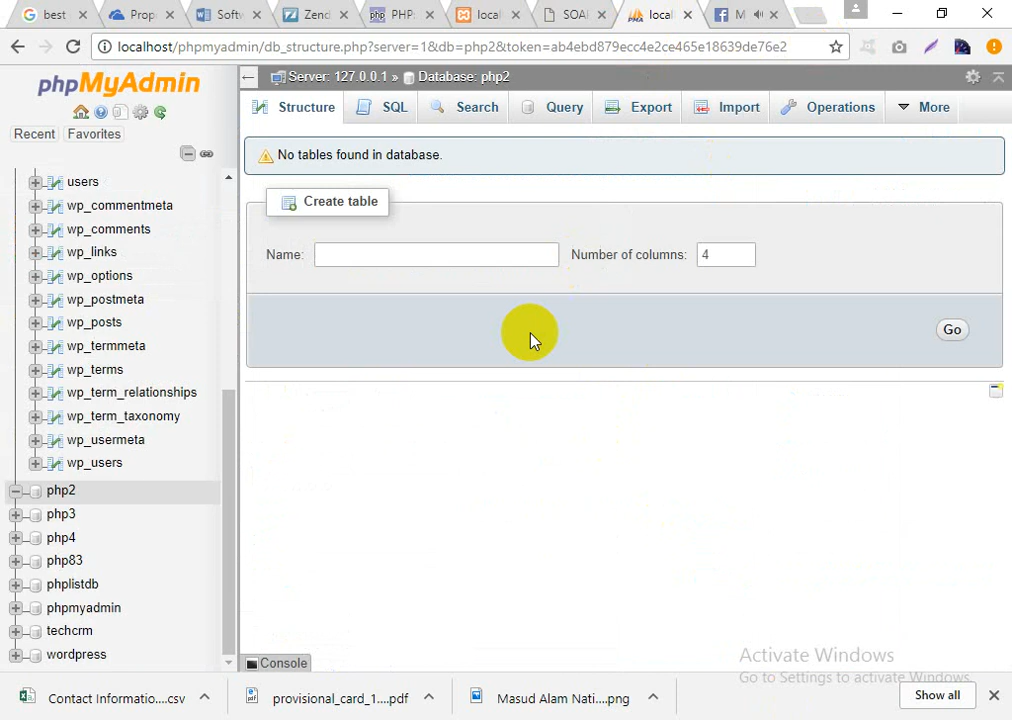 best
Prop
Softw
Zend
php PHP:
local
SOAI
local
M
localhost/phpmyadmin/db_structure.php?server=1&db=php2&token=ab4ebd879ecc4e2ce465e18639de76e2
phpMyAdmin
Recent Favorites
users
wp_commentmeta
wp_comments
wp_links
wp_options
wp_postmeta
wp_posts
wp_termmeta
wp_terms
wp_term_relationships
wp_term_taxonomy
wp_usermeta
wp_users
php2
php3
php4
php83
phplistdb
phpmyadmin
techcrm
wordpress
Server: 127.0.0.1 » Database: php2
Structure SQL Search Query Export Import Operations More
No tables found in database.
Create table
Name: Number of columns: 4
Go
Console
Activate Windows
Go to Settings to activate Windows.
Contact Informatio....csv
provisional_card_1....pdf
Masud Alam Nati....png
Show all